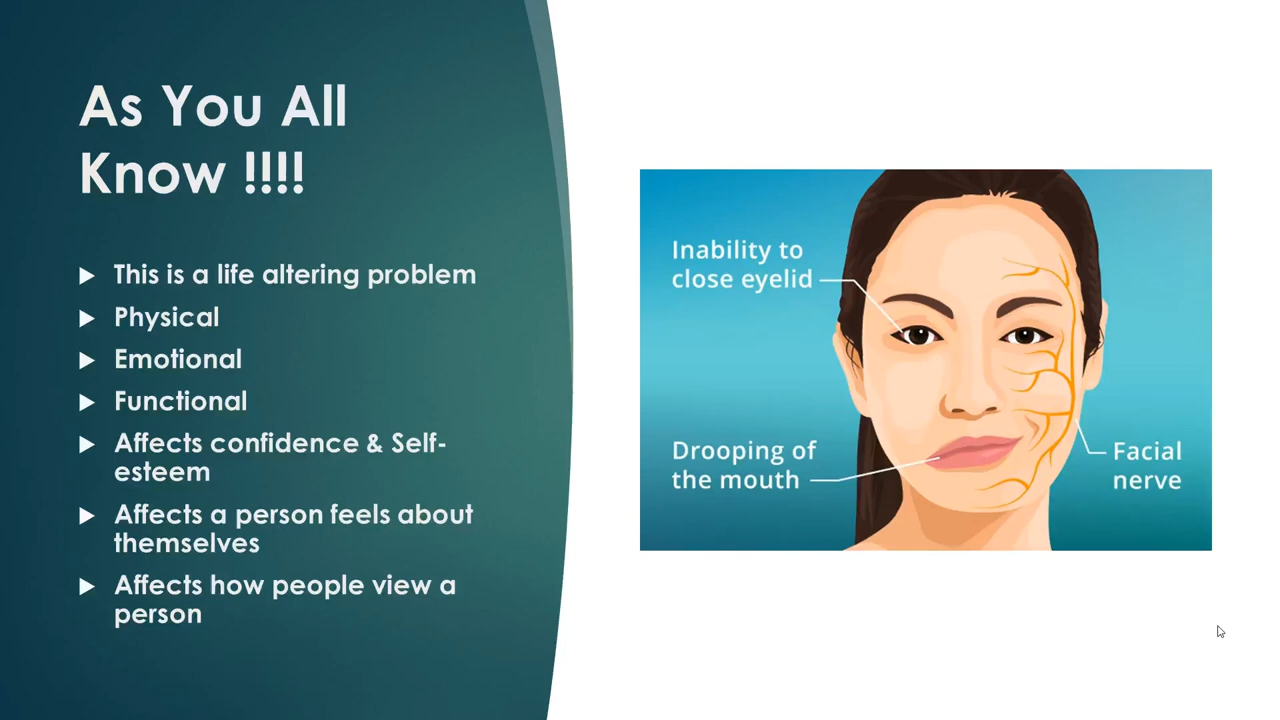 As You All
Know !!!!
This is a life altering problem
Physical
Emotional
Functional
Affects confidence & Self-
esteem
Affects a person feels about
themselves
Affects how people view a
person
Inability to
close eyelid
Drooping of
the mouth
Facial
nerve